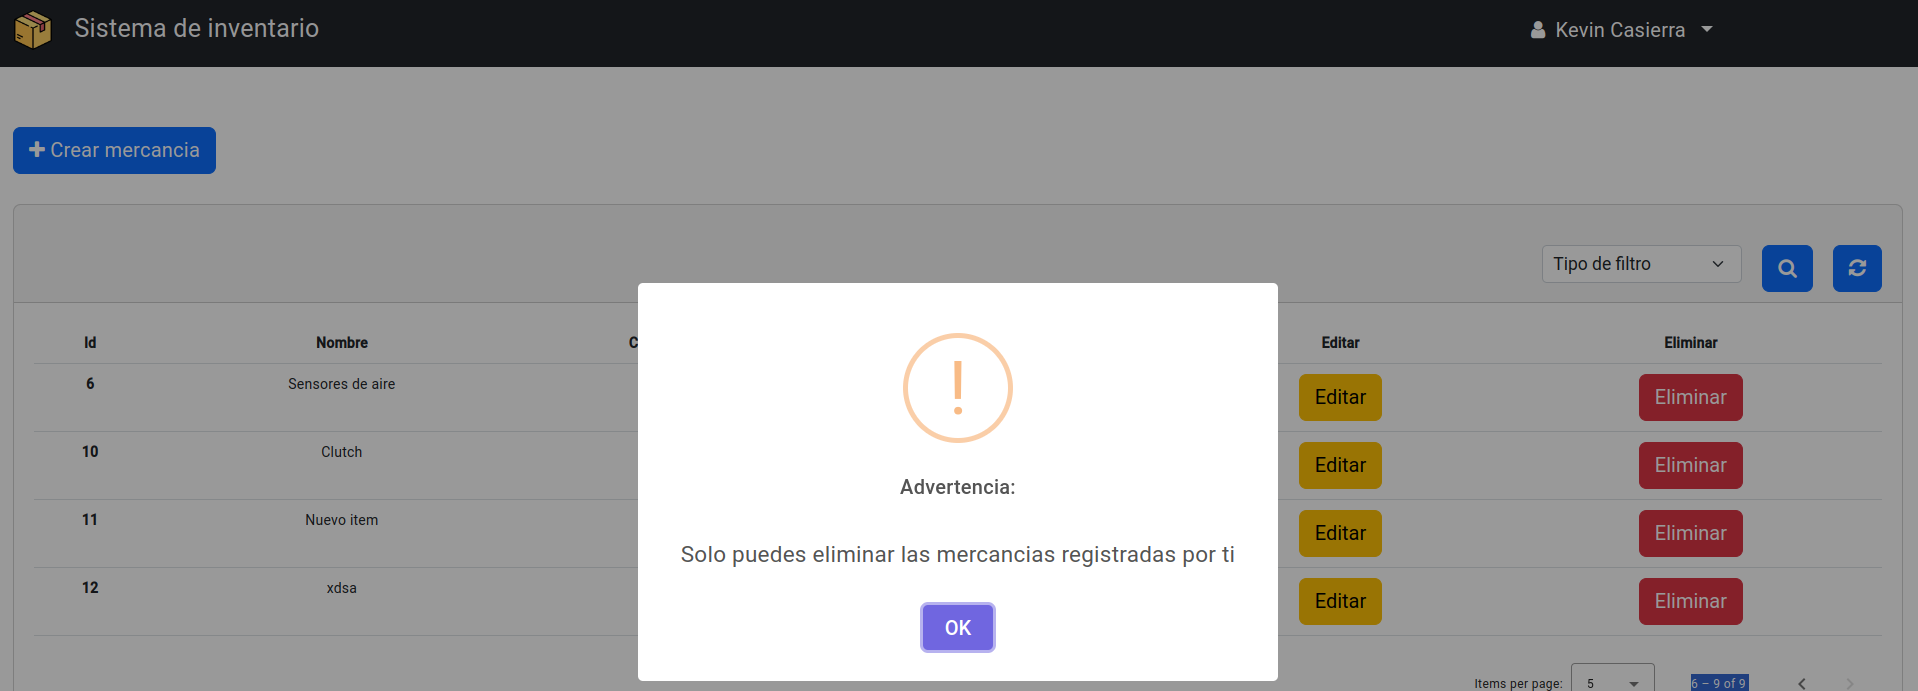 Sistema de inventario
Kevin Casierra
Crear mercancia
Tipo de filtro
Id Nombre C Editar Eliminar
6 Sensores de aire Editar Eliminar
10 Clutch Editar Eliminar
11 Nuevo item Editar Eliminar
12 xdsa Editar Eliminar
!
Advertencia:
Solo puedes eliminar las mercancias registradas por ti
OK
Items per page: 5 6 – 9 of 9